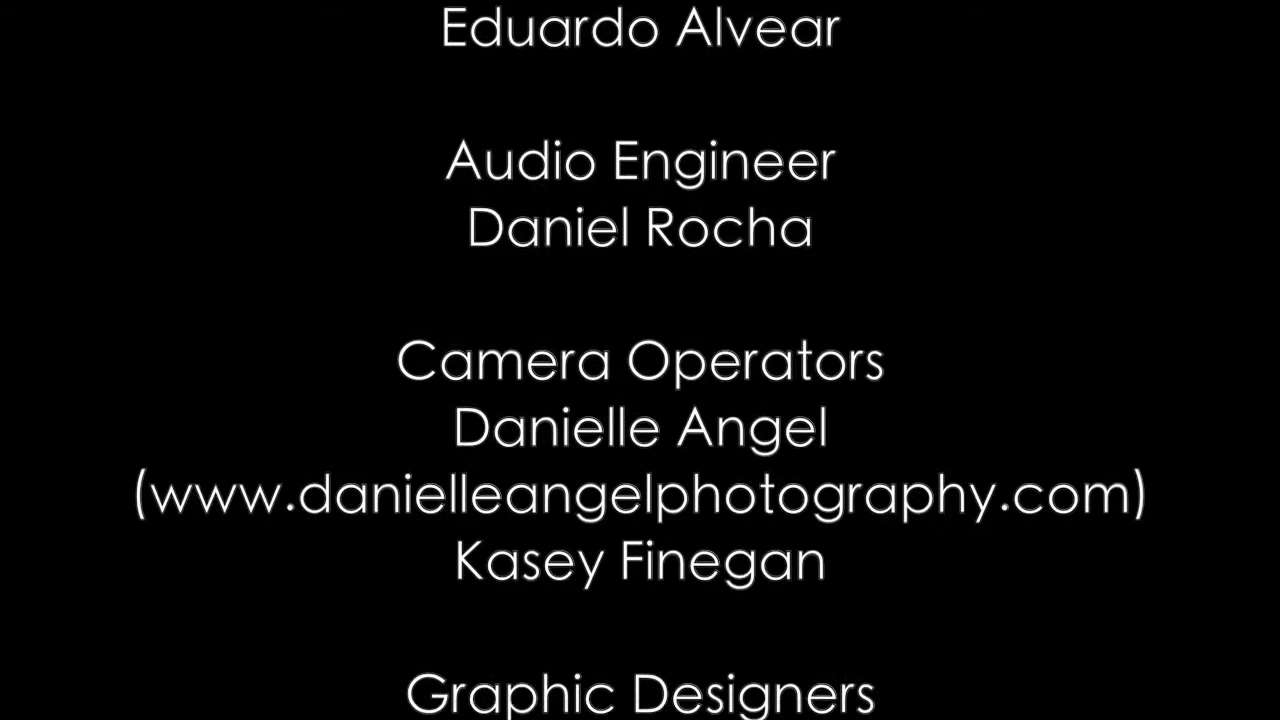 Eduardo Alvear
Audio Engineer
Daniel Rocha
Camera Operators
Danielle Angel
(www.danielleangelphotography.com)
Kasey Finegan
Graphic Designers